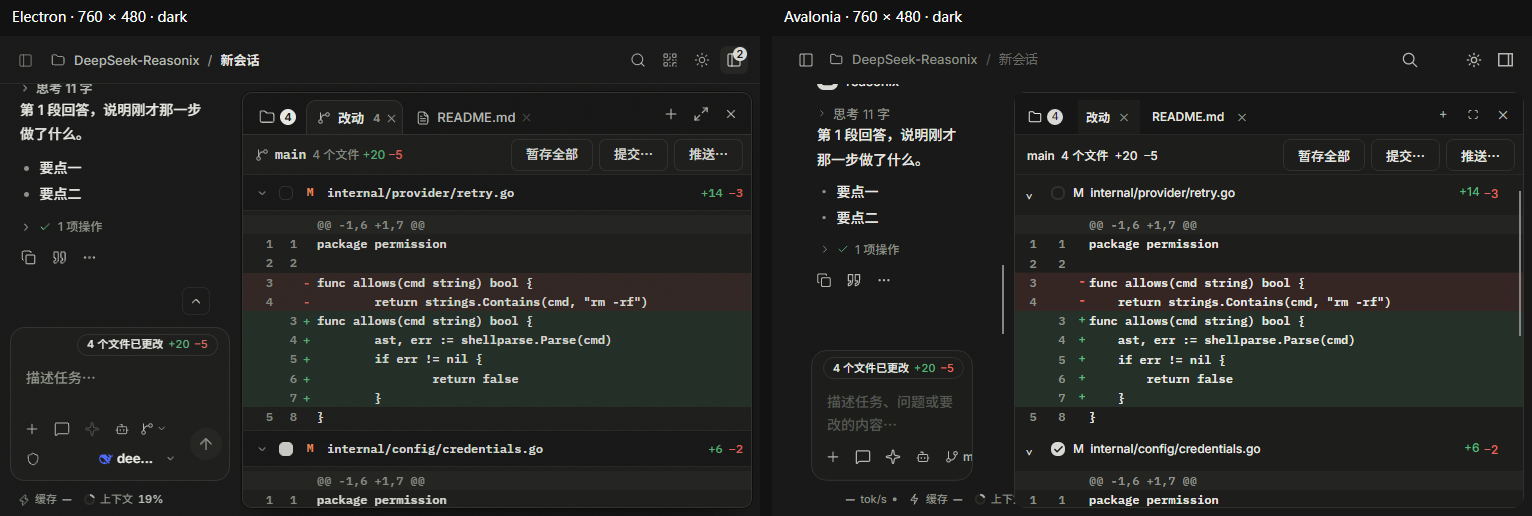 Electron · 760 × 480 · dark
DeepSeek-Reasonix / 新会话
2
思考 11 字
第 1 段回答，说明刚才那一步
做了什么。
• 要点一
• 要点二
1 项操作
4 个文件已更改 +20 −5
描述任务…
dee...
缓存 — 上下文 19%
4
改动 4 ×
README.md ×
main 4 个文件 +20 −5
暂存全部
提交…
推送…
M internal/provider/retry.go +14 −3
@@ -1,6 +1,7 @@
1 1 package permission
2 2
3 - func allows(cmd string) bool {
4 - return strings.Contains(cmd, "rm -rf")
3 + func allows(cmd string) bool {
4 + ast, err := shellparse.Parse(cmd)
5 + if err != nil {
6 + return false
7 + }
5 8 }
M internal/config/credentials.go +6 −2
@@ -1,6 +1,7 @@
1 1 package permission
Avalonia · 760 × 480 · dark
DeepSeek-Reasonix / 新会话
reasonix
思考 11 字
第 1 段回答，说明刚才
那一步做了什么。
• 要点一
• 要点二
1 项操作
4 个文件已更改 +20 −5
描述任务、问题或要
改的内容…
m
— tok/s • 缓存 — 上下
4
改动 ×
README.md ×
main 4 个文件 +20 −5
暂存全部
提交…
推送…
M internal/provider/retry.go +14 −3
@@ -1,6 +1,7 @@
1 1 package permission
2 2
3 - func allows(cmd string) bool {
4 - return strings.Contains(cmd, "rm -rf")
3 + func allows(cmd string) bool {
4 + ast, err := shellparse.Parse(cmd)
5 + if err != nil {
6 + return false
7 + }
5 8 }
M internal/config/credentials.go +6 −2
@@ -1,6 +1,7 @@
1 1 package permission